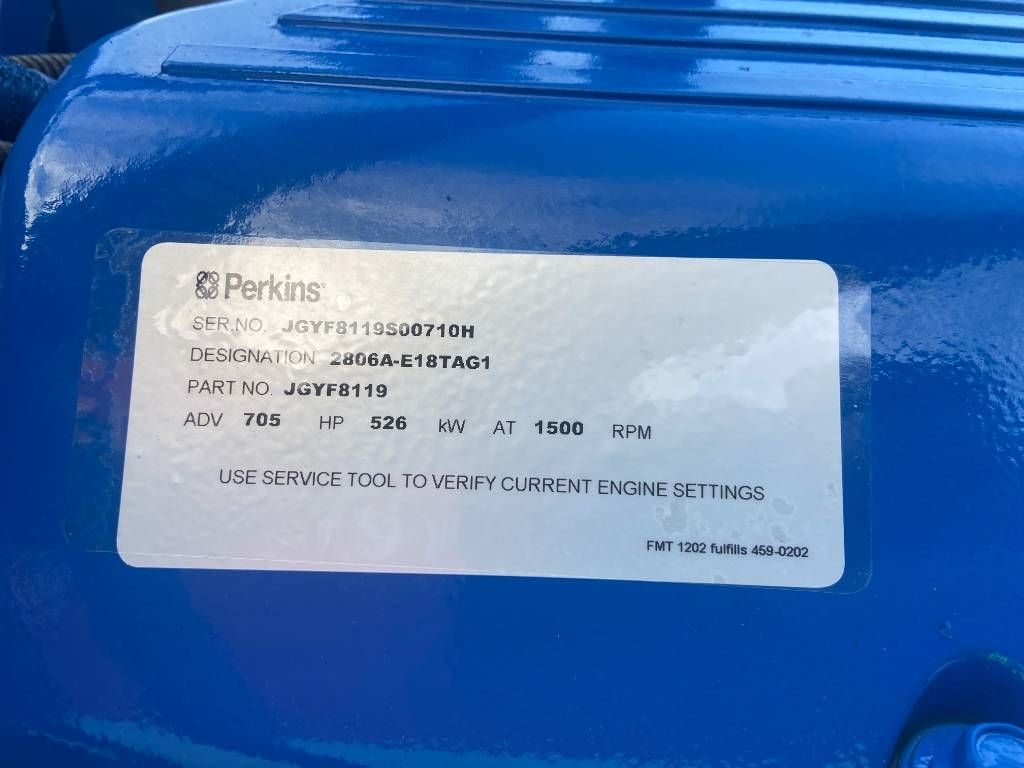 Perkins
SER.NO. JGYF8119S00710H
DESIGNATION 2806A-E18TAG1
PART NO. JGYF8119
ADV 705 HP 526 kW AT 1500 RPM
USE SERVICE TOOL TO VERIFY CURRENT ENGINE SETTINGS
FMT 1202 fulfills 459-0202